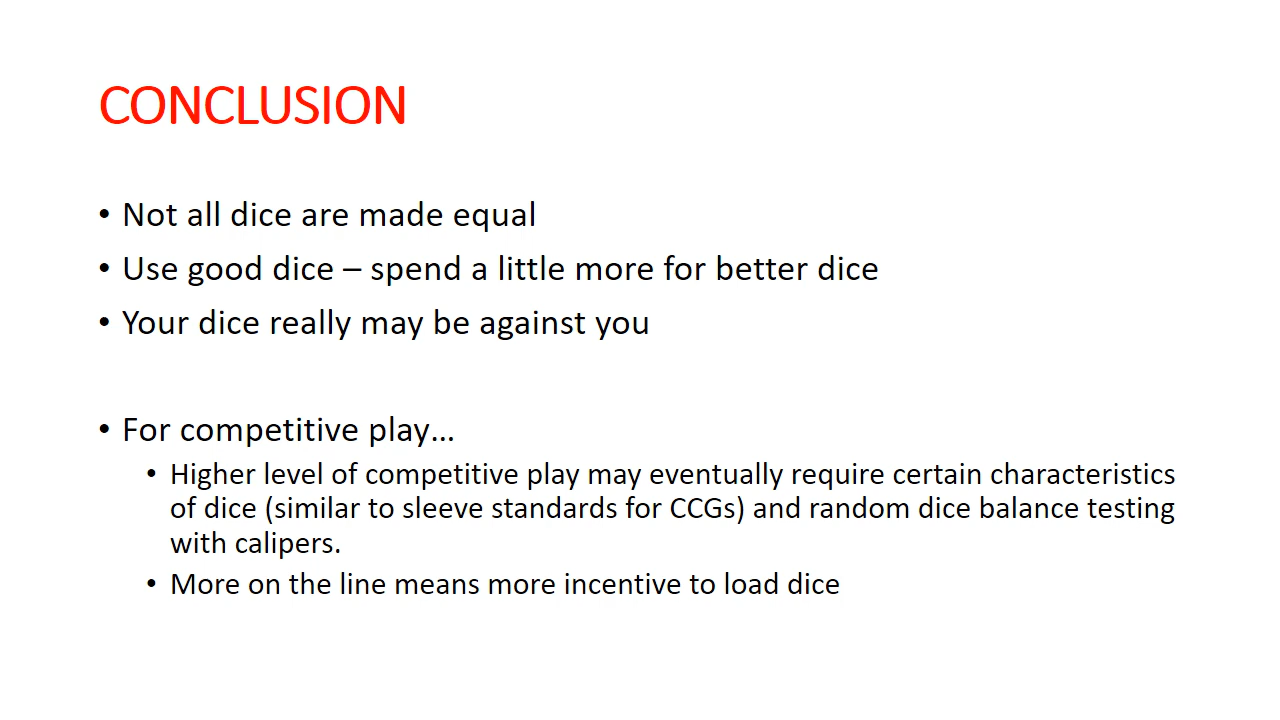 CONCLUSION
• Not all dice are made equal
• Use good dice – spend a little more for better dice
• Your dice really may be against you
• For competitive play…
• Higher level of competitive play may eventually require certain characteristics
of dice (similar to sleeve standards for CCGs) and random dice balance testing
with calipers.
• More on the line means more incentive to load dice